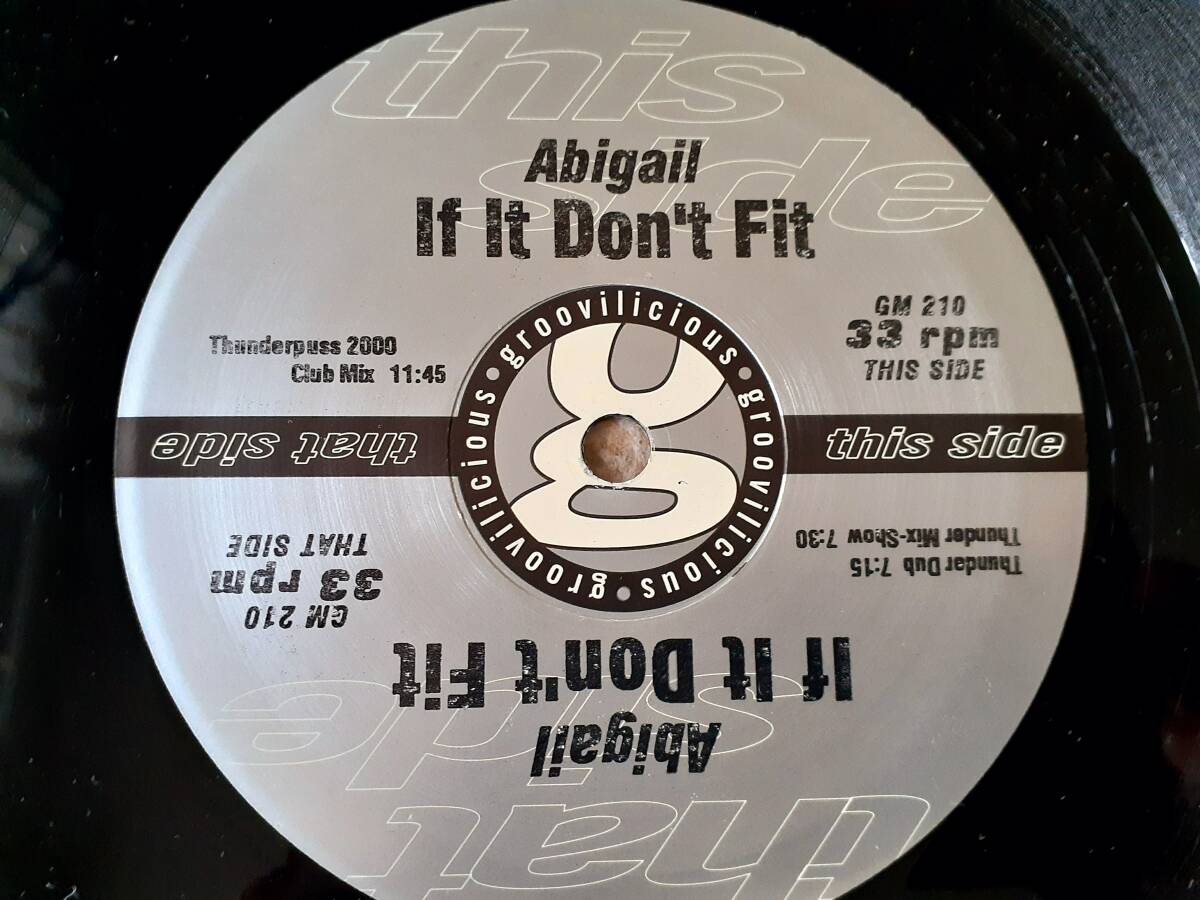 this
side
Abigail
If It Don't Fit
GM 210
33 rpm
THIS SIDE
Thunderpuss 2000
Club Mix 11:45
groovilicious • groovilicious • groovilicious •
g
this side
that side
that
side
Abigail
If It Don't Fit
GM 210
33 rpm
THAT SIDE
Thunder Dub 7:15
Thunder Mix-Show 7:30